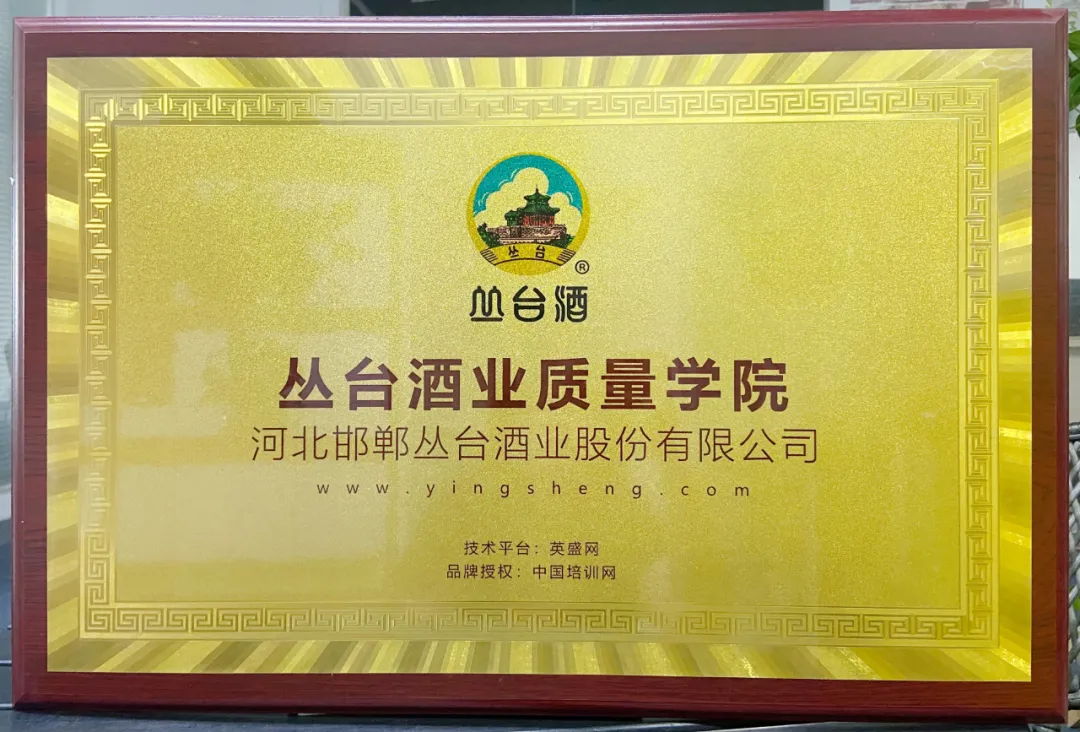 丛台
®
丛台酒
丛台酒业质量学院
河北邯郸丛台酒业股份有限公司
www.yingsheng.com
技术平台：英盛网
品牌授权：中国培训网